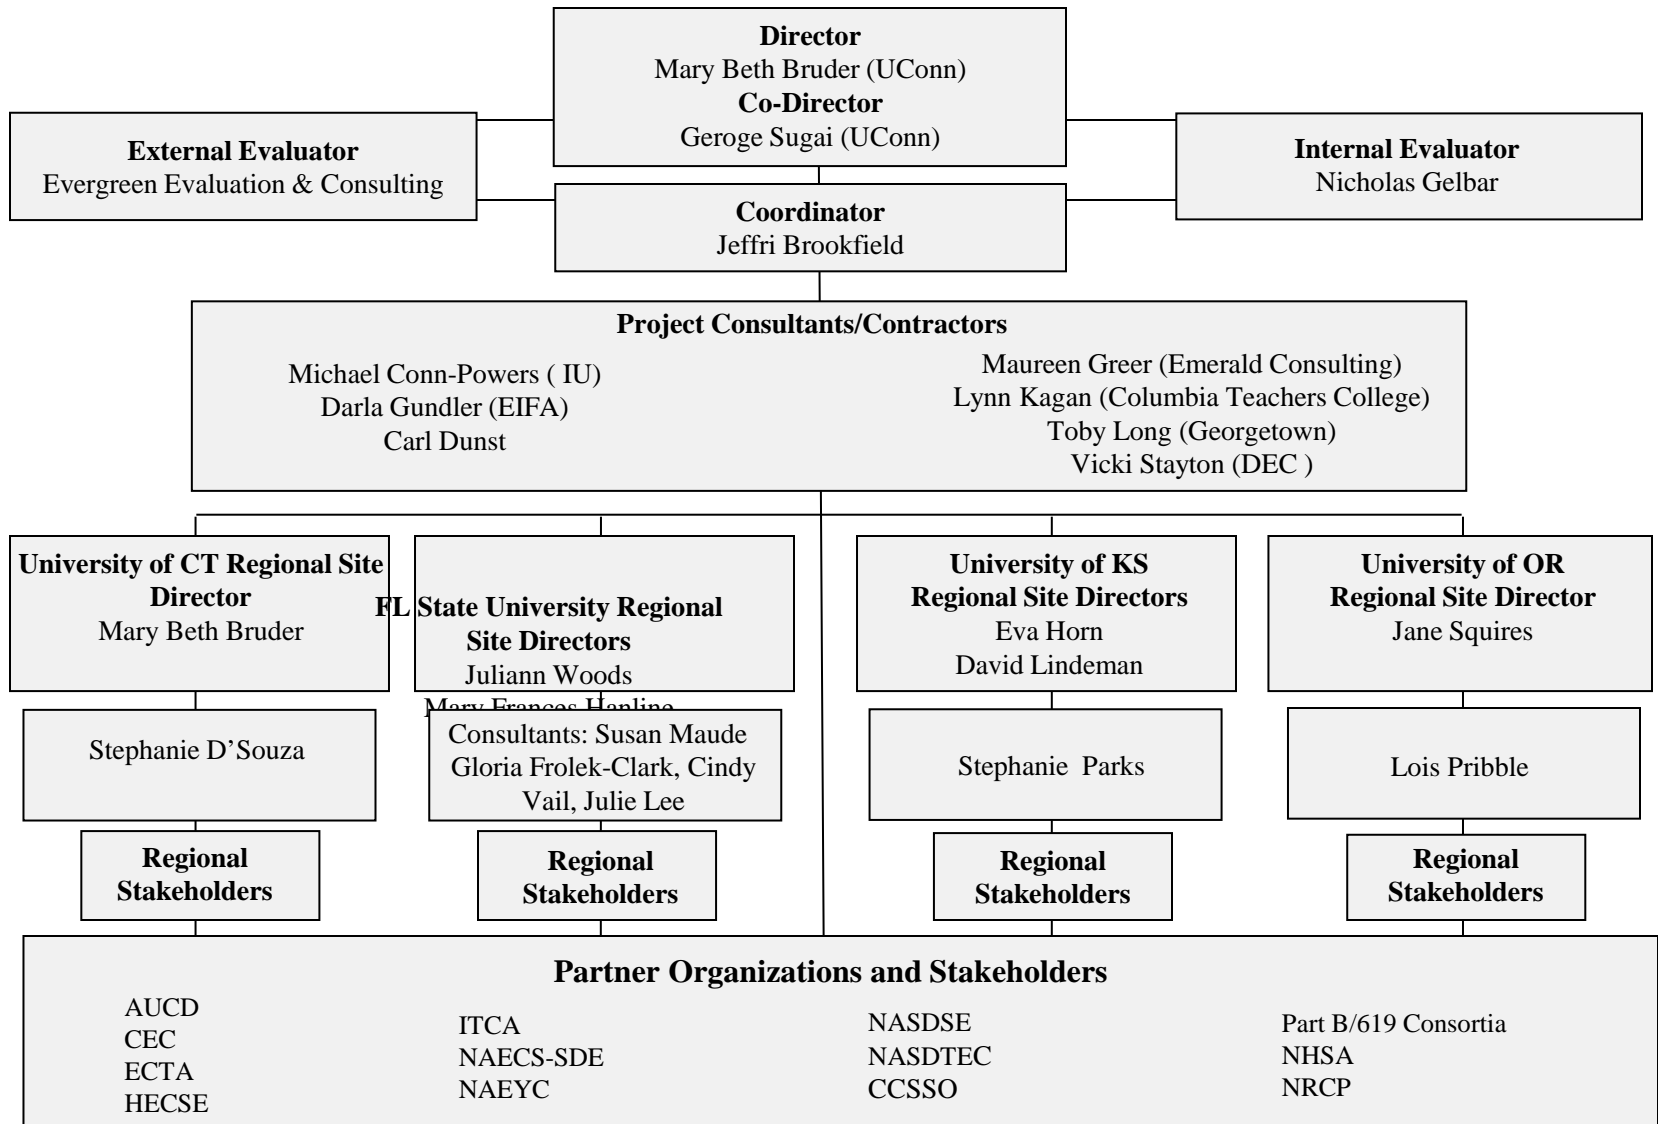 Director
Mary Beth Bruder (UConn)
Co-Director
Geroge Sugai (UConn)
External Evaluator
Evergreen Evaluation & Consulting
Internal Evaluator
Nicholas Gelbar
Coordinator
Jeffri Brookfield
Project Consultants/Contractors
Michael Conn-Powers ( IU)
Darla Gundler (EIFA)
Carl Dunst
Maureen Greer (Emerald Consulting)
Lynn Kagan (Columbia Teachers College)
Toby Long (Georgetown)
Vicki Stayton (DEC )
University of CT Regional Site
Director
Mary Beth Bruder
FL State University Regional
Site Directors
Juliann Woods
Mary Frances Hanline
University of KS
Regional Site Directors
Eva Horn
David Lindeman
University of OR
Regional Site Director
Jane Squires
Stephanie D’Souza
Consultants: Susan Maude
Gloria Frolek-Clark, Cindy
Vail, Julie Lee
Stephanie Parks
Lois Pribble
Regional
Stakeholders
Regional
Stakeholders
Regional
Stakeholders
Regional
Stakeholders
Partner Organizations and Stakeholders
AUCD
CEC
ECTA
HECSE
ITCA
NAECS-SDE
NAEYC
NASDSE
NASDTEC
CCSSO
Part B/619 Consortia
NHSA
NRCP